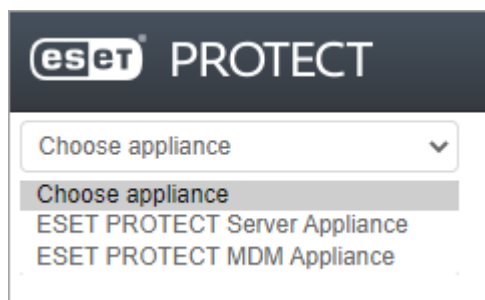 eset PROTECT
Choose appliance
Choose appliance
ESET PROTECT Server Appliance
ESET PROTECT MDM Appliance